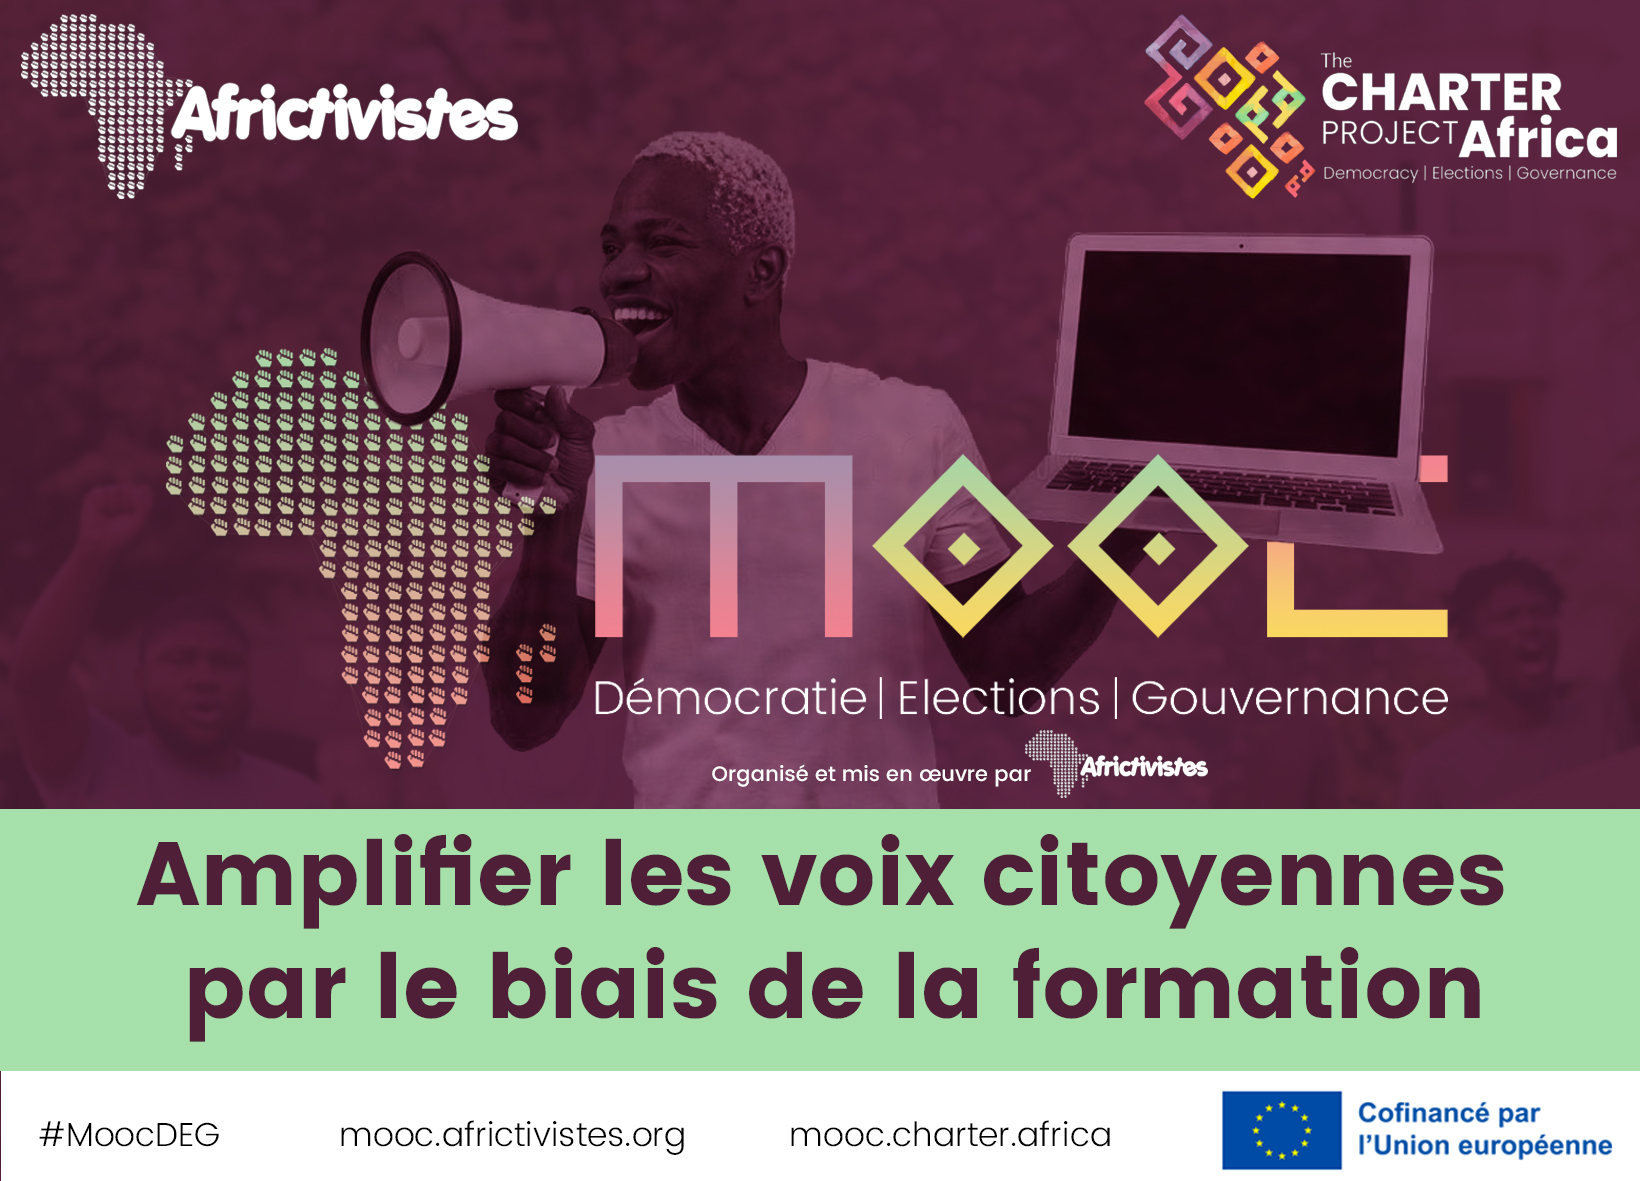 Africtivistes
The
CHARTER
PROJECT Africa
Democracy | Elections | Governance
mooc
Démocratie | Elections | Gouvernance
Organisé et mis en œuvre par Africtivistes
Amplifier les voix citoyennes
par le biais de la formation
#MoocDEG
mooc.africtivistes.org
mooc.charter.africa
Cofinancé par
l'Union européenne